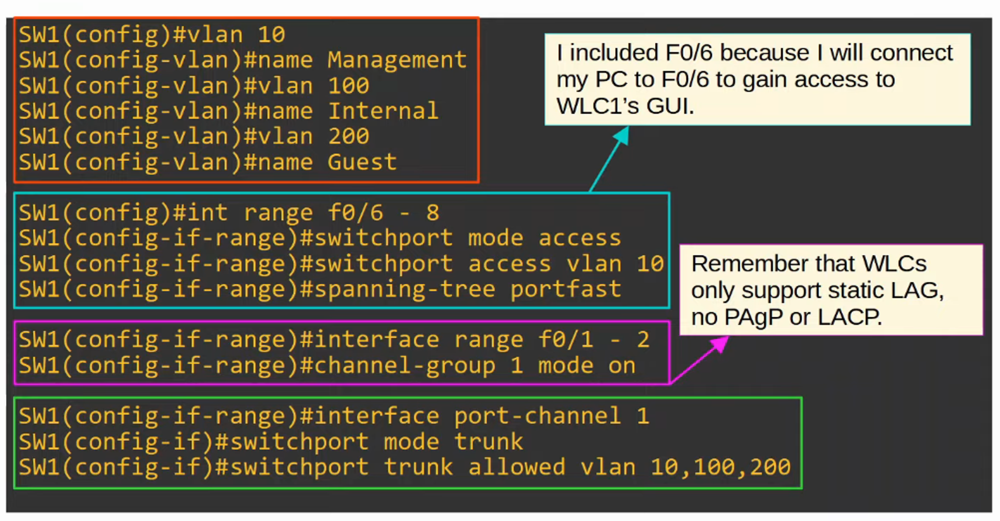 SW1(config)#vlan 10
SW1(config-vlan)#name Management
SW1(config-vlan)#vlan 100
SW1(config-vlan)#name Internal
SW1(config-vlan)#vlan 200
SW1(config-vlan)#name Guest
I included F0/6 because I will connect
my PC to F0/6 to gain access to
WLC1’s GUI.
SW1(config)#int range f0/6 - 8
SW1(config-if-range)#switchport mode access
SW1(config-if-range)#switchport access vlan 10
SW1(config-if-range)#spanning-tree portfast
Remember that WLCs
only support static LAG,
no PAgP or LACP.
SW1(config-if-range)#interface range f0/1 - 2
SW1(config-if-range)#channel-group 1 mode on
SW1(config-if-range)#interface port-channel 1
SW1(config-if)#switchport mode trunk
SW1(config-if)#switchport trunk allowed vlan 10,100,200